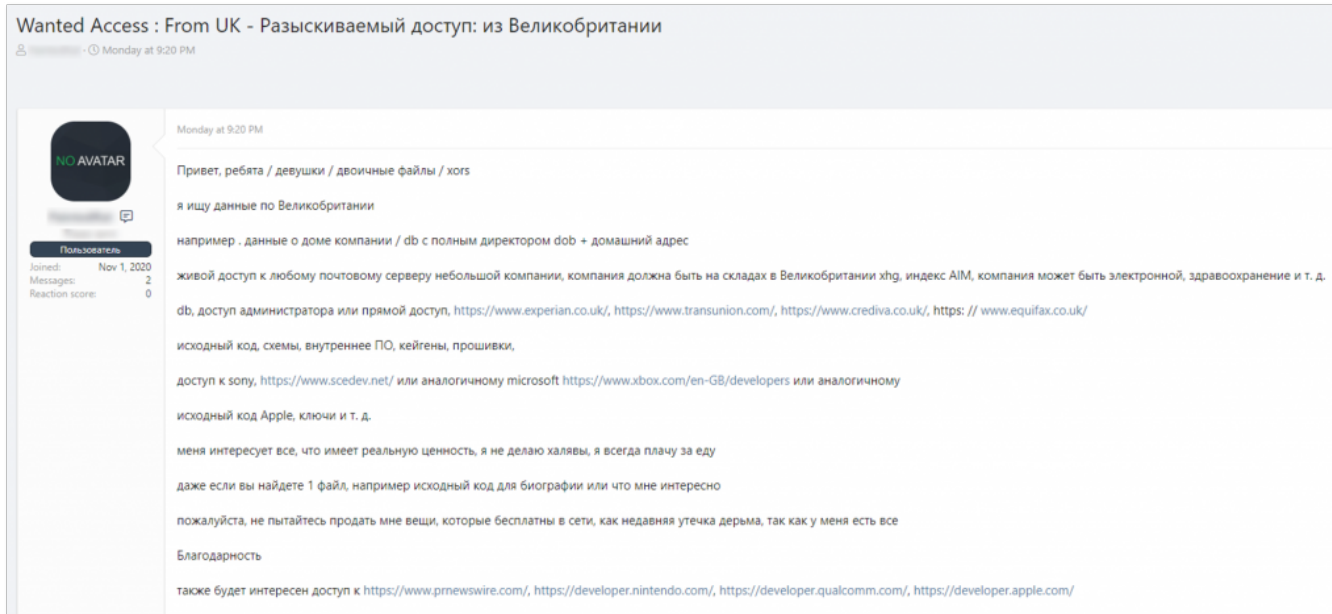 Wanted Access : From UK - Разыскиваемый доступ: из Великобритании
- Monday at 9:20 PM
Monday at 9:20 PM
NO AVATAR
Пользователь
Joined: Nov 1, 2020
Messages: 2
Reaction score: 0
Привет, ребята / девушки / двоичные файлы / xors
я ищу данные по Великобритании
например . данные о доме компании / db с полным директором dob + домашний адрес
живой доступ к любому почтовому серверу небольшой компании, компания должна быть на складах в Великобритании xhg, индекс AIM, компания может быть электронной, здравоохранение и т. д.
db, доступ администратора или прямой доступ, https://www.experian.co.uk/, https://www.transunion.com/, https://www.crediva.co.uk/, https: // www.equifax.co.uk/
исходный код, схемы, внутреннее ПО, кейгены, прошивки,
доступ к sony, https://www.scedev.net/ или аналогичному microsoft https://www.xbox.com/en-GB/developers или аналогичному
исходный код Apple, ключи и т. д.
меня интересует все, что имеет реальную ценность, я не делаю халявы, я всегда плачу за еду
даже если вы найдете 1 файл, например исходный код для биографии или что мне интересно
пожалуйста, не пытайтесь продать мне вещи, которые бесплатны в сети, как недавняя утечка дерьма, так как у меня есть все
Благодарность
также будет интересен доступ к https://www.prnewswire.com/, https://developer.nintendo.com/, https://developer.qualcomm.com/, https://developer.apple.com/